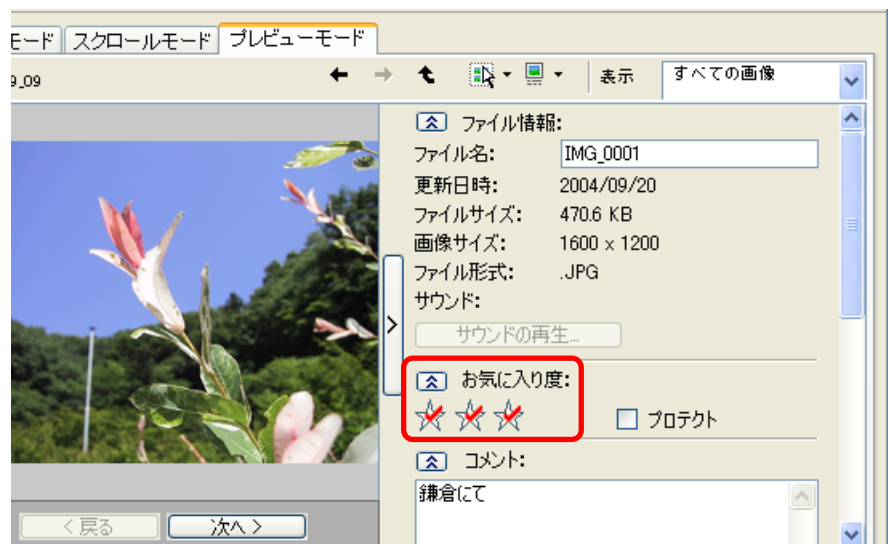 モード スクロールモード プレビューモード
9_09 表示 すべての画像
ファイル情報:
ファイル名: IMG_0001
更新日時: 2004/09/20
ファイルサイズ: 470.6 KB
画像サイズ: 1600 x 1200
ファイル形式: .JPG
サウンド:
サウンドの再生...
お気に入り度:
プロテクト
コメント:
鎌倉にて
< 戻る 次へ >